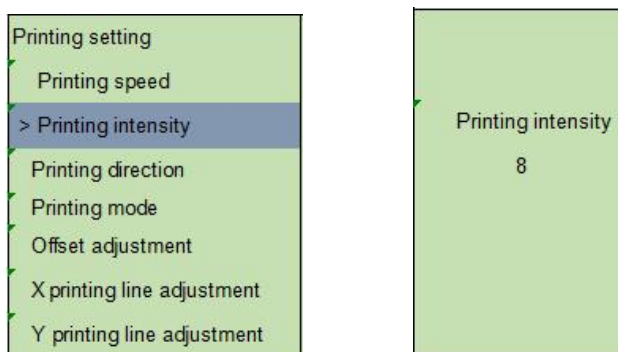 Printing setting
Printing speed
> Printing intensity
Printing direction
Printing mode
Offset adjustment
X printing line adjustment
Y printing line adjustment
Printing intensity
8